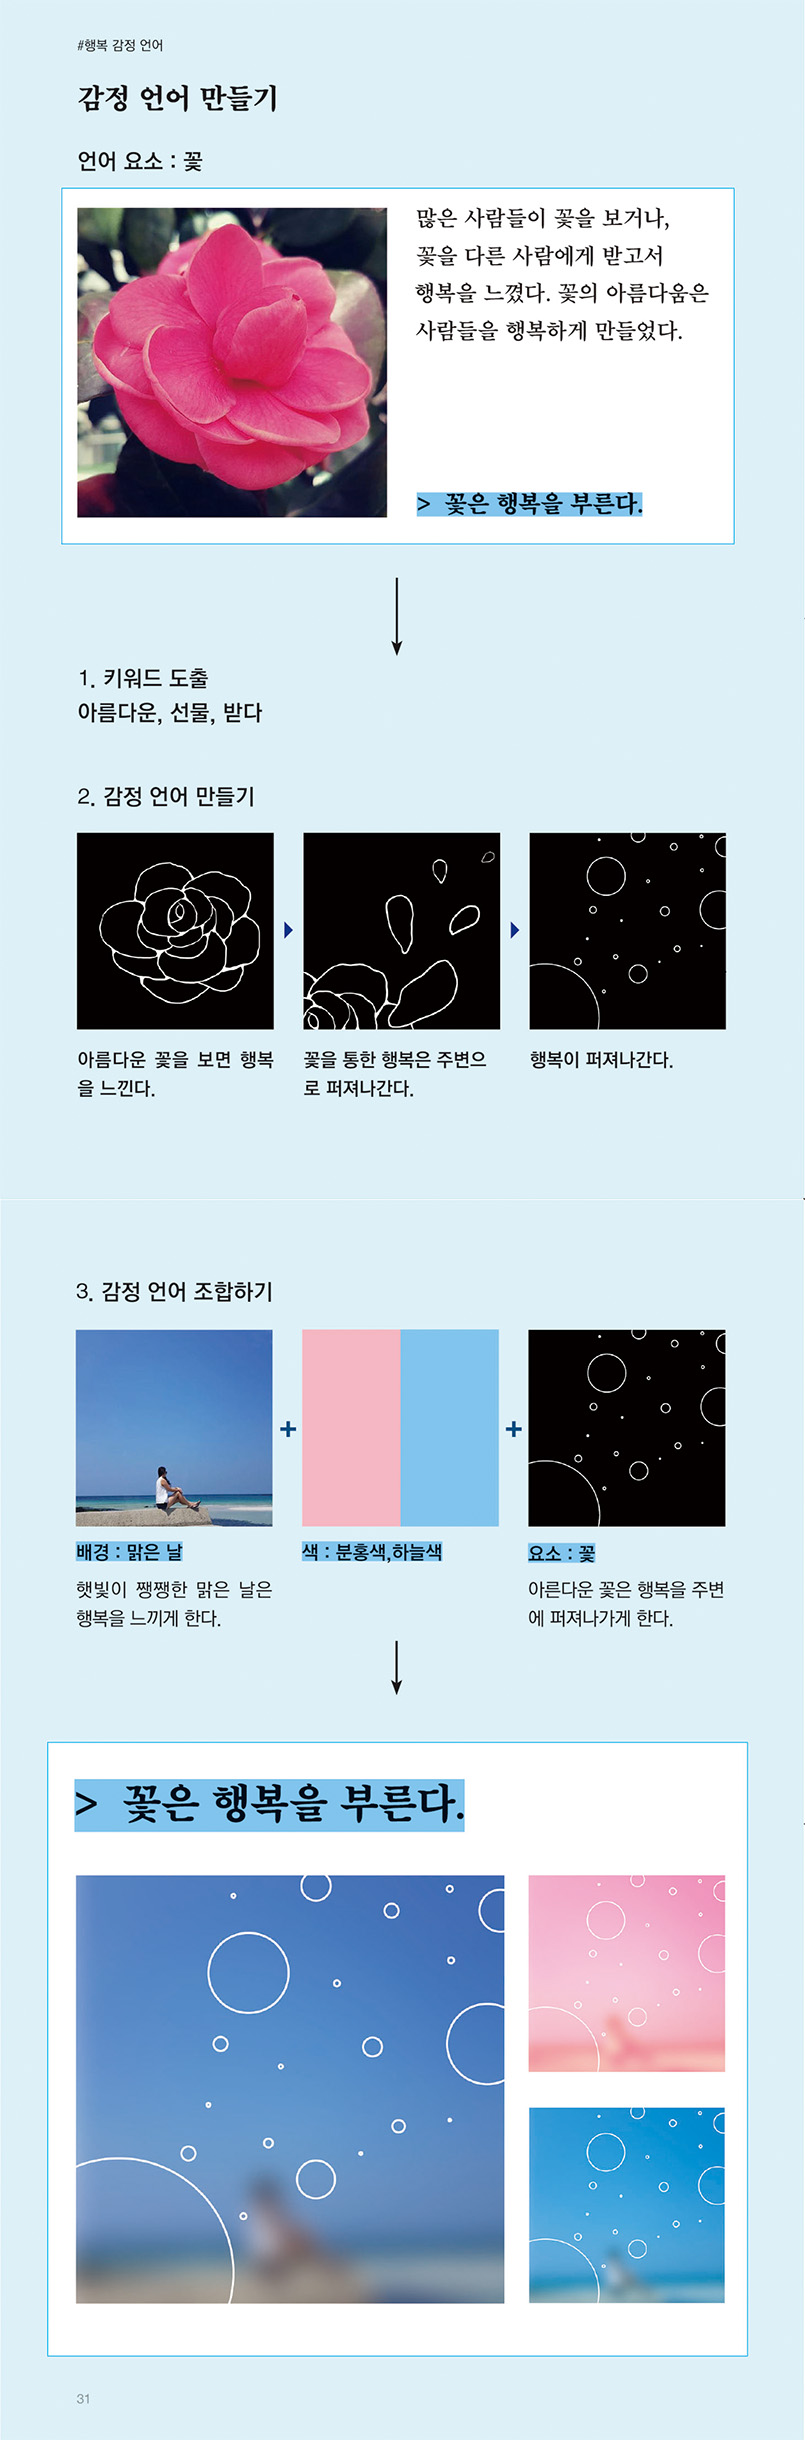 #행복 감정 언어
감정 언어 만들기
언어 요소 : 꽃
많은 사람들이 꽃을 보거나,
꽃을 다른 사람에게 받고서
행복을 느꼈다. 꽃의 아름다움은
사람들을 행복하게 만들었다.
> 꽃은 행복을 부른다.
1. 키워드 도출
아름다운, 선물, 받다
2. 감정 언어 만들기
아름다운 꽃을 보면 행복
을 느낀다.
꽃을 통한 행복은 주변으
로 퍼져나간다.
행복이 퍼져나간다.
3. 감정 언어 조합하기
+
+
배경 : 맑은 날
햇빛이 쨍쨍한 맑은 날은
행복을 느끼게 한다.
색 : 분홍색,하늘색
요소 : 꽃
아른다운 꽃은 행복을 주변
에 퍼져나가게 한다.
> 꽃은 행복을 부른다.
31